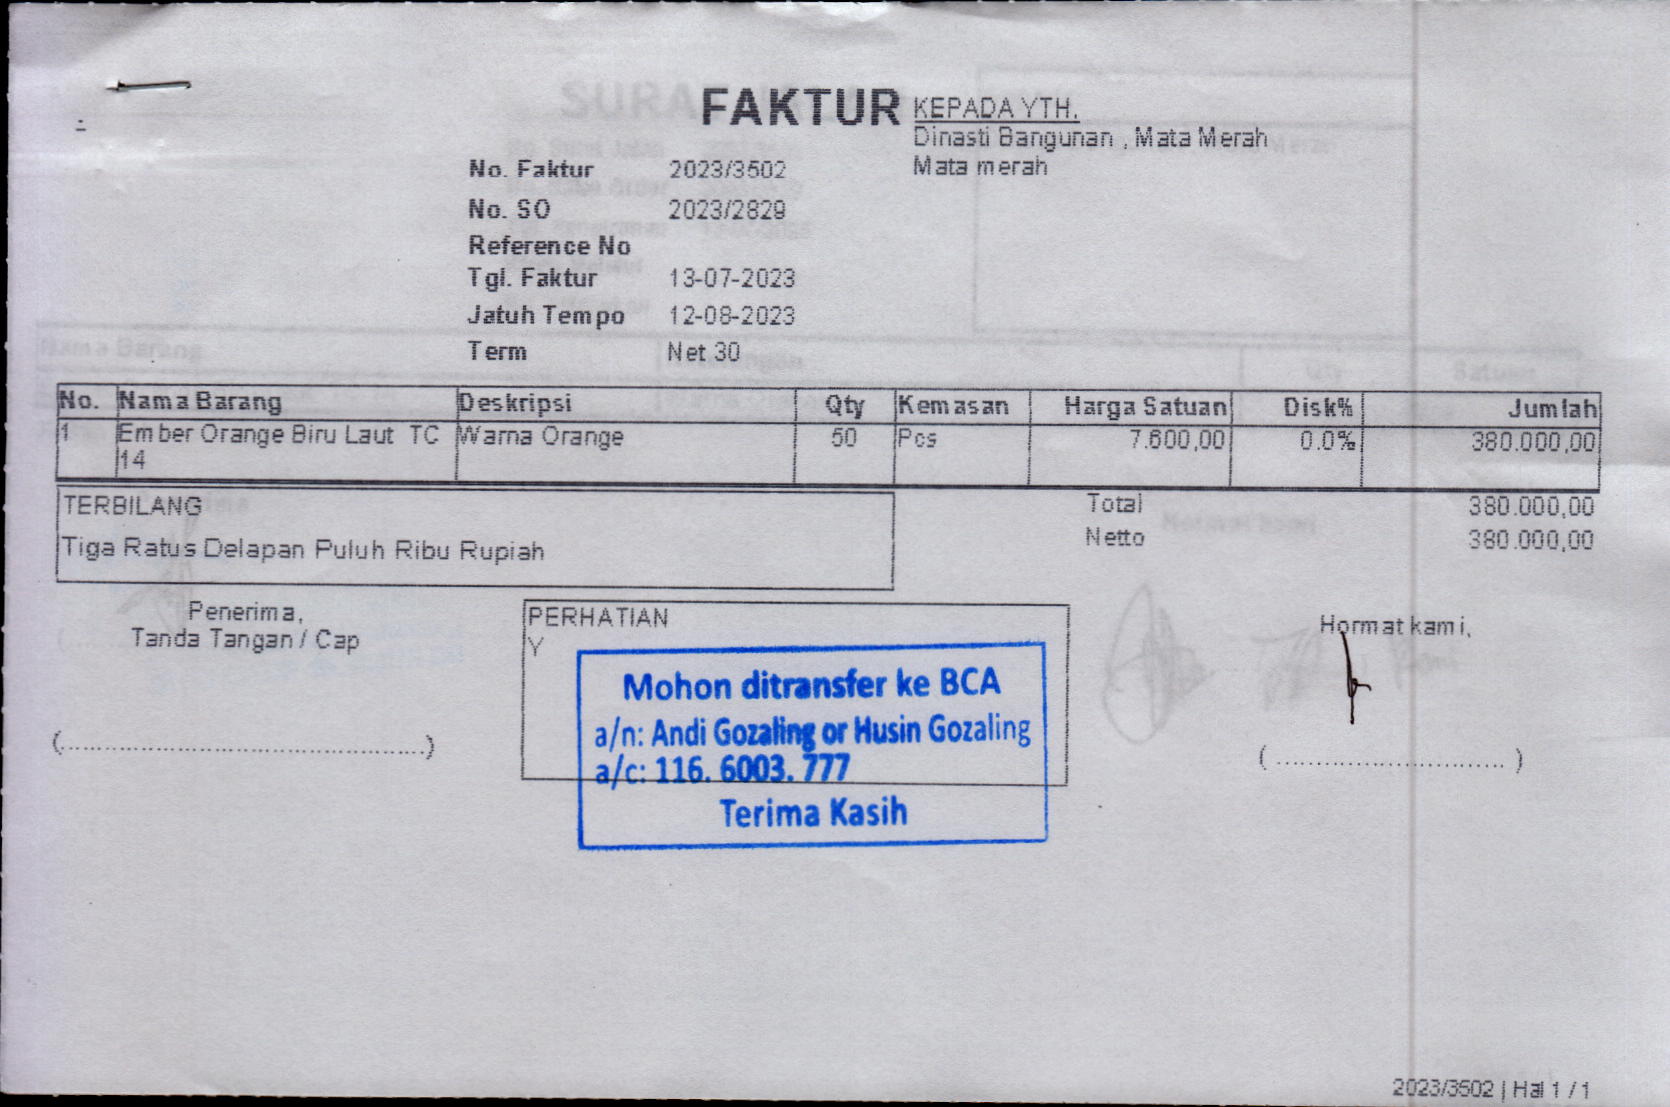 FAKTUR
KEPADA YTH.
Dinasti Bangunan , Mata Merah
Mata merah
No. Faktur 2023/3502
No. SO 2023/2829
Reference No
Tgl. Faktur 13-07-2023
Jatuh Tempo 12-08-2023
Term Net 30
No. Nama Barang Deskripsi Qty Kemasan Harga Satuan Disk% Jumlah
1 Ember Orange Biru Laut TC Warna Orange 50 Pcs 7.600,00 0.0% 380.000,00
14
TERBILANG
Tiga Ratus Delapan Puluh Ribu Rupiah
Total 380.000,00
Netto 380.000,00
Penerima,
Tanda Tangan / Cap
(................................................)
PERHATIAN
Y
Mohon ditransfer ke BCA
a/n: Andi Gozaling or Husin Gozaling
a/c: 116. 6003. 777
Terima Kasih
Hormat kami,
( ............................. )
2023/3502 | Hal 1 / 1